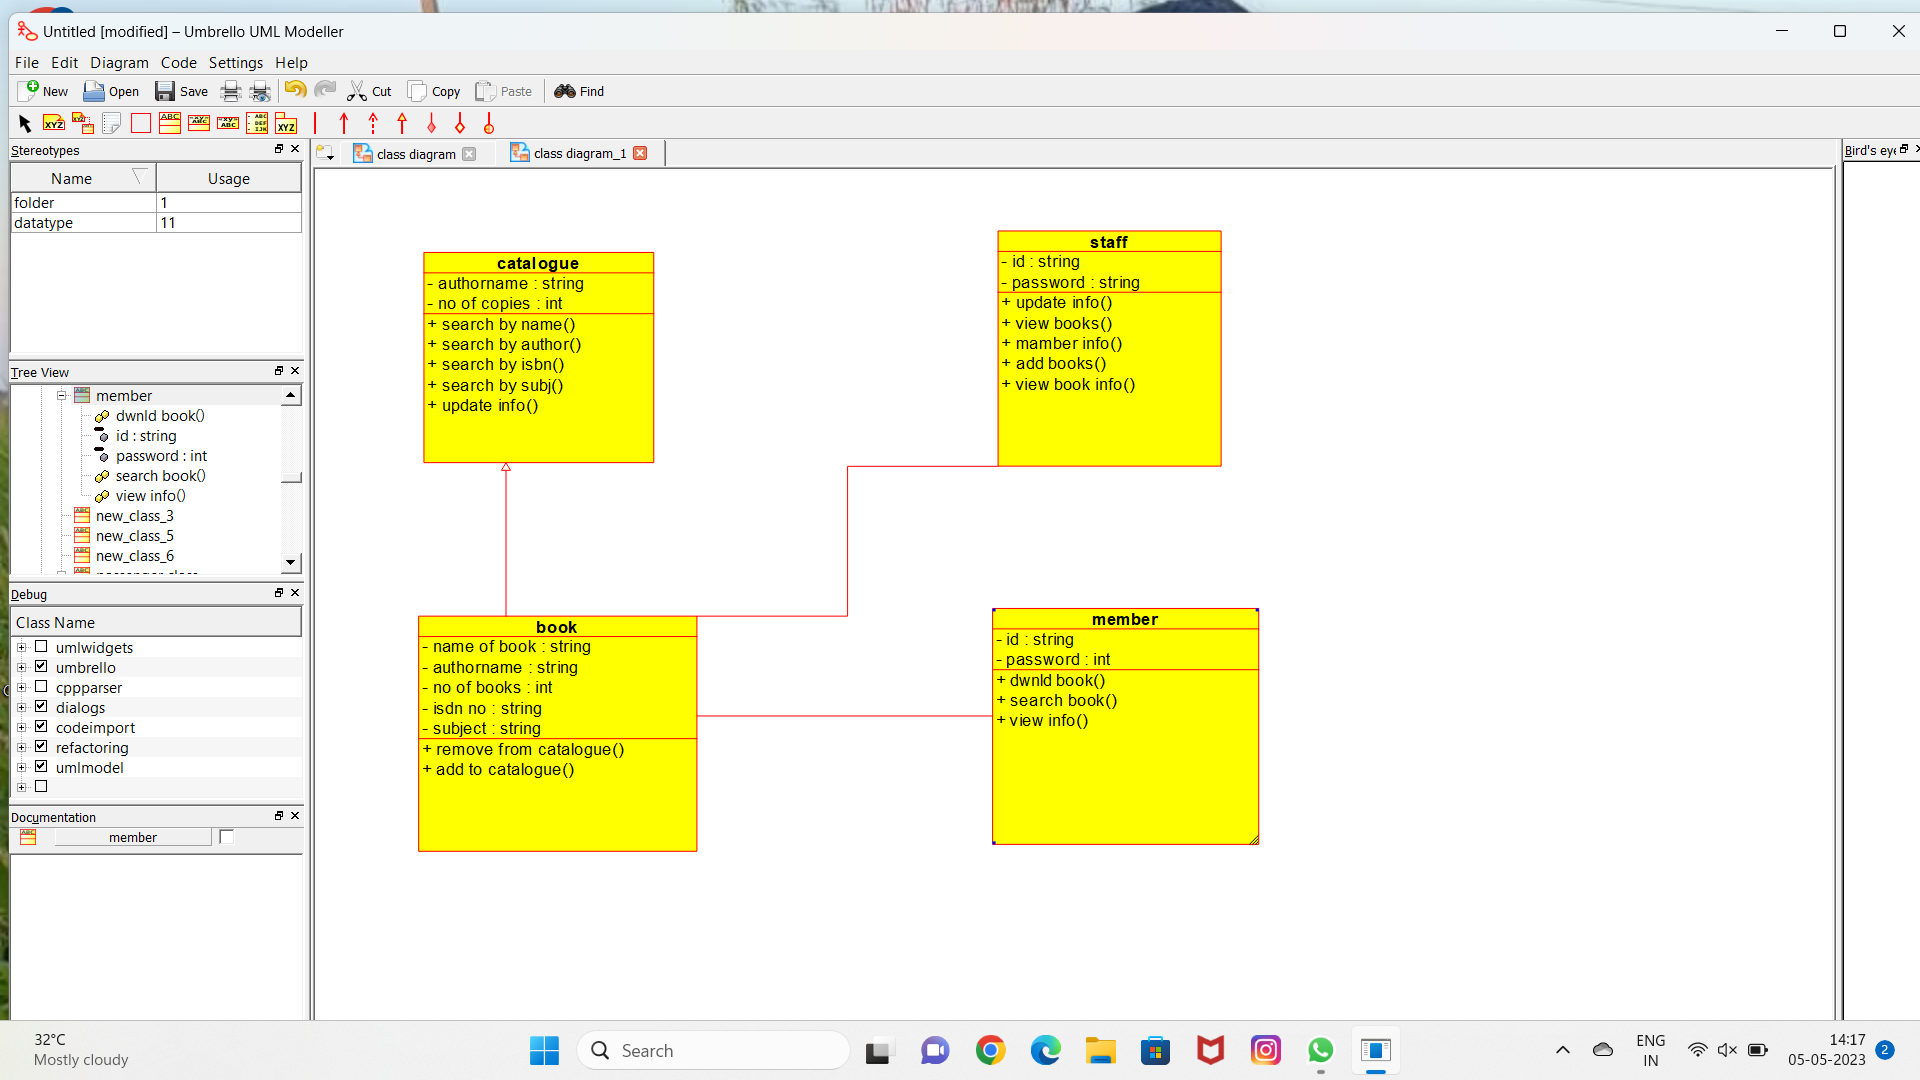 Untitled [modified] – Umbrello UML Modeller
File Edit Diagram Code Settings Help
New Open Save Cut Copy Paste Find
Stereotypes
Name Usage
folder 1
datatype 11
Tree View
member
dwnld book()
id : string
password : int
search book()
view info()
new_class_3
new_class_5
new_class_6
Debug
Class Name
umlwidgets
umbrello
cppparser
dialogs
codeimport
refactoring
umlmodel
Documentation
member
class diagram
class diagram_1
Bird's eye
catalogue
- authorname : string
- no of copies : int
+ search by name()
+ search by author()
+ search by isbn()
+ search by subj()
+ update info()
staff
- id : string
- password : string
+ update info()
+ view books()
+ mamber info()
+ add books()
+ view book info()
book
- name of book : string
- authorname : string
- no of books : int
- isdn no : string
- subject : string
+ remove from catalogue()
+ add to catalogue()
member
- id : string
- password : int
+ dwnld book()
+ search book()
+ view info()
32°C
Mostly cloudy
Search
ENG
IN
14:17
05-05-2023
2